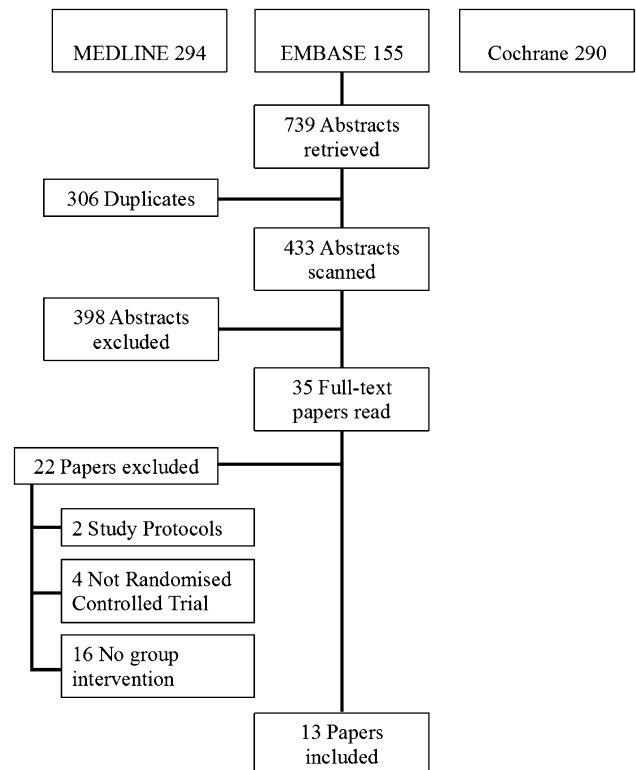 MEDLINE 294
EMBASE 155
Cochrane 290
739 Abstracts
retrieved
306 Duplicates
433 Abstracts
scanned
398 Abstracts
excluded
35 Full-text
papers read
22 Papers excluded
2 Study Protocols
4 Not Randomised
Controlled Trial
16 No group
intervention
13 Papers
included